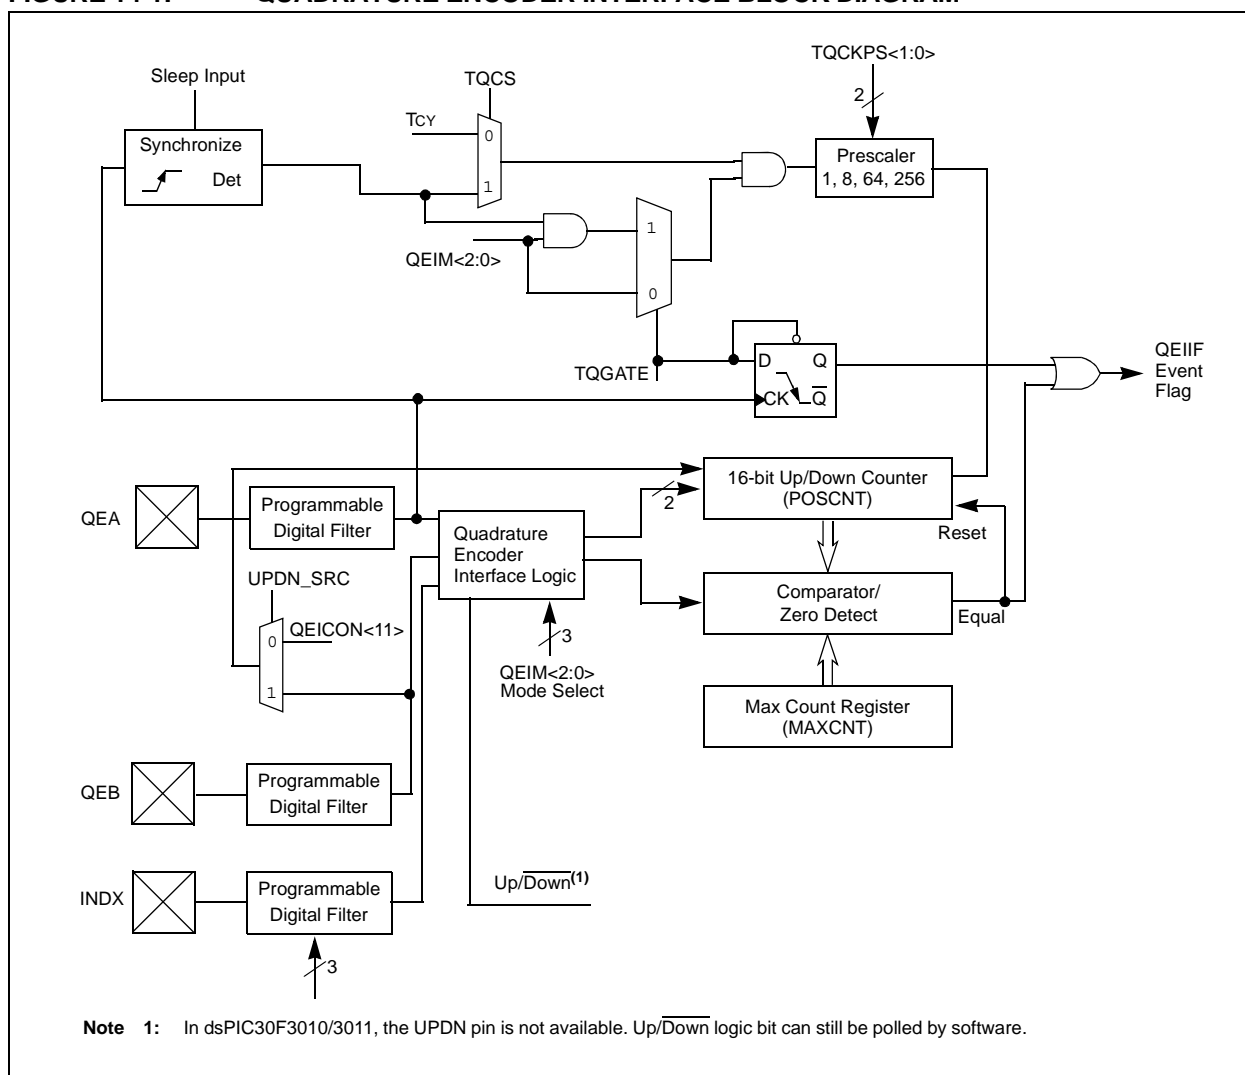 TQCKPS<1:0>
Sleep Input
TQCS
2
TCY
0
Synchronize
Det
1
Prescaler
1, 8, 64, 256
1
QEIM<2:0>
0
D Q
TQGATE
CK Q
QEIIF
Event
Flag
QEA
Programmable
Digital Filter
Quadrature
Encoder
Interface Logic
2
16-bit Up/Down Counter
(POSCNT)
Reset
UPDN_SRC
0
QEICON<11>
1
3
QEIM<2:0>
Mode Select
Comparator/
Zero Detect
Equal
Max Count Register
(MAXCNT)
QEB
Programmable
Digital Filter
INDX
Programmable
Digital Filter
Up/Down(1)
3
Note 1: In dsPIC30F3010/3011, the UPDN pin is not available. Up/Down logic bit can still be polled by software.